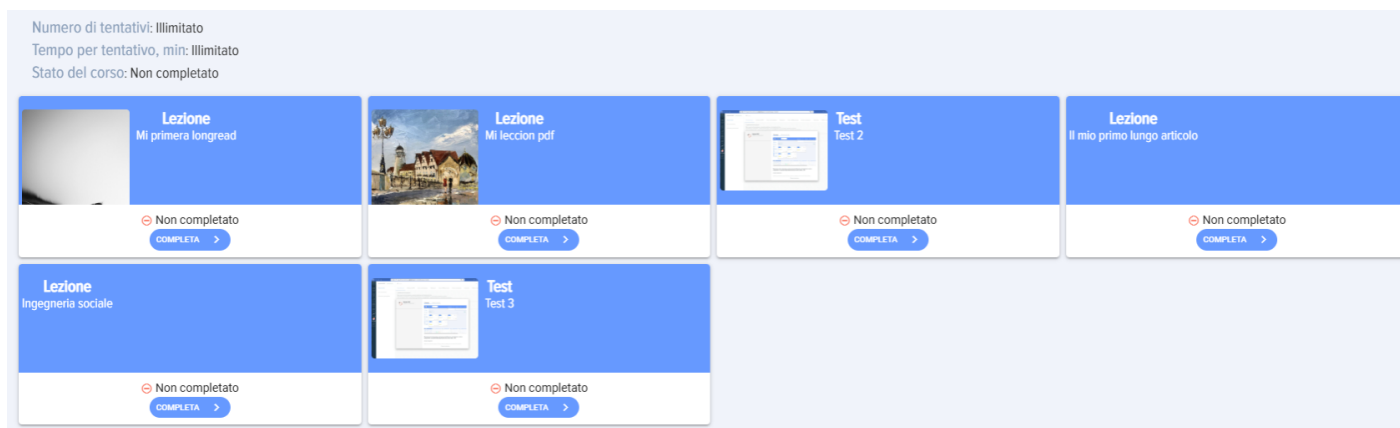 Numero di tentativi: Illimitato
Tempo per tentativo, min: Illimitato
Stato del corso: Non completato
Lezione
Mi primera longread
Non completato
COMPLETA
Lezione
Mi leccion pdf
Non completato
COMPLETA
Test
Test 2
Non completato
COMPLETA
Lezione
Il mio primo lungo articolo
Non completato
COMPLETA
Lezione
Ingegneria sociale
Non completato
COMPLETA
Test
Test 3
Non completato
COMPLETA